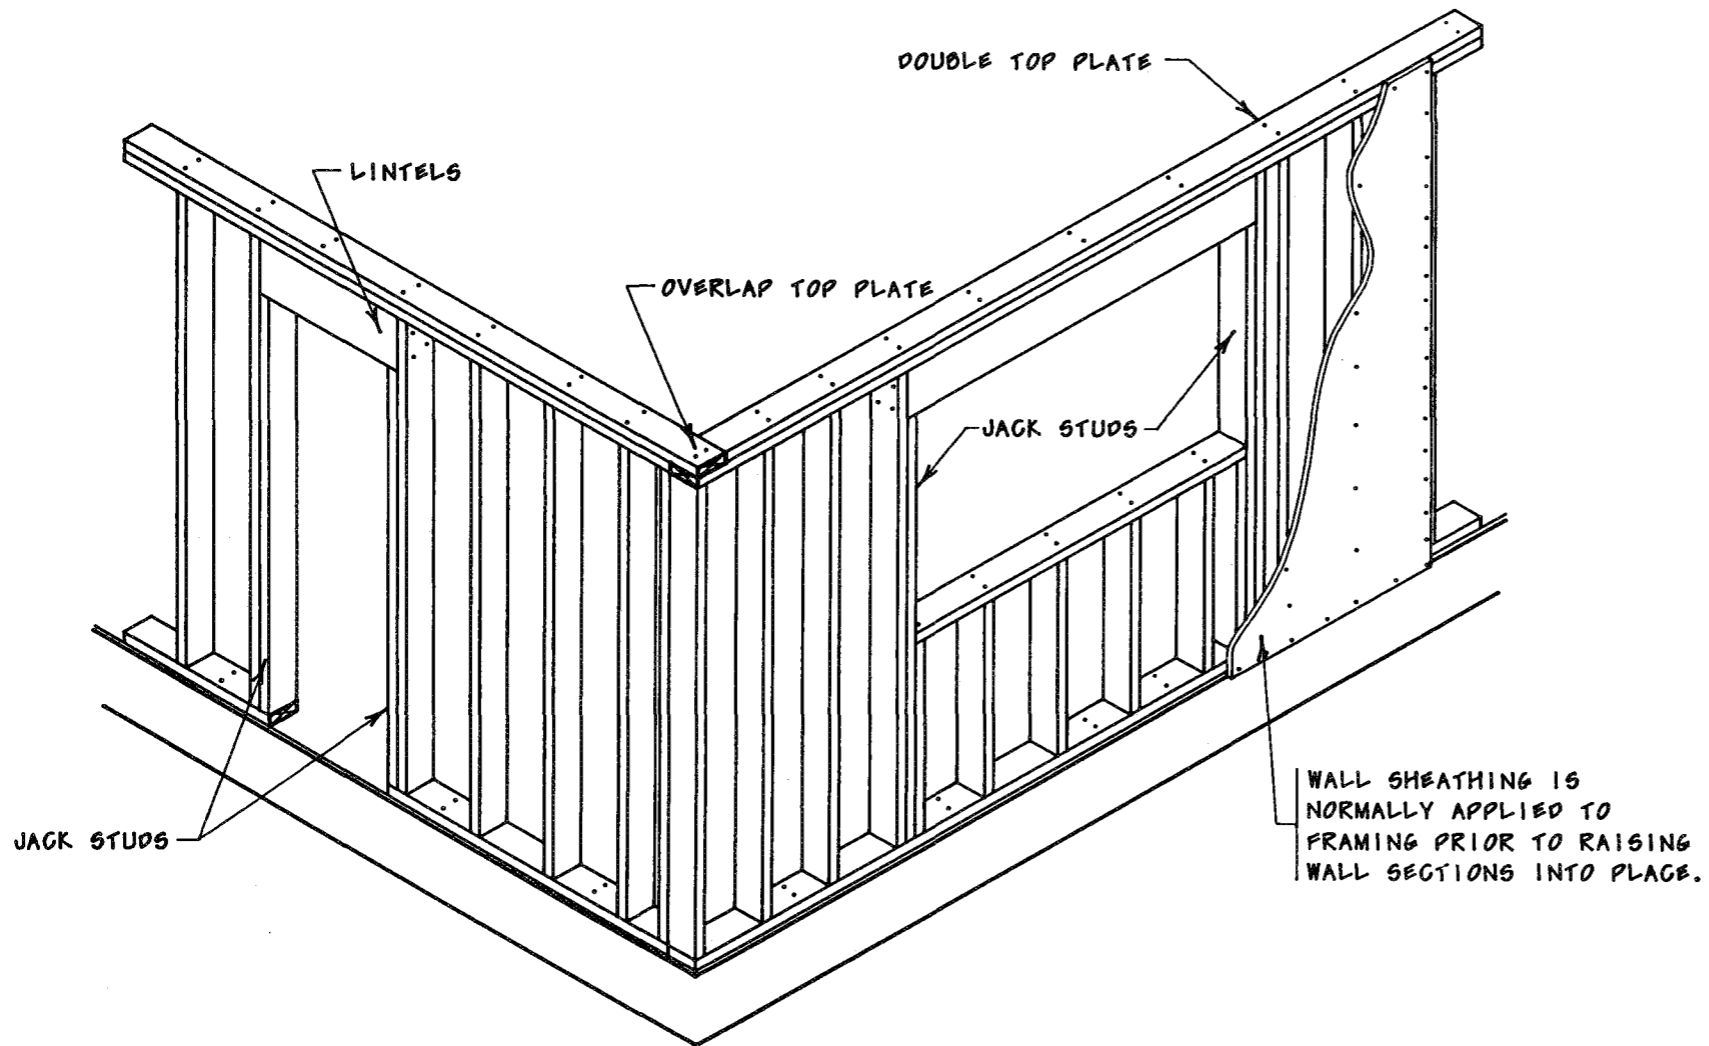 DOUBLE TOP PLATE
LINTELS
OVERLAP TOP PLATE
JACK STUDS
JACK STUDS
WALL SHEATHING IS
NORMALLY APPLIED TO
FRAMING PRIOR TO RAISING
WALL SECTIONS INTO PLACE.